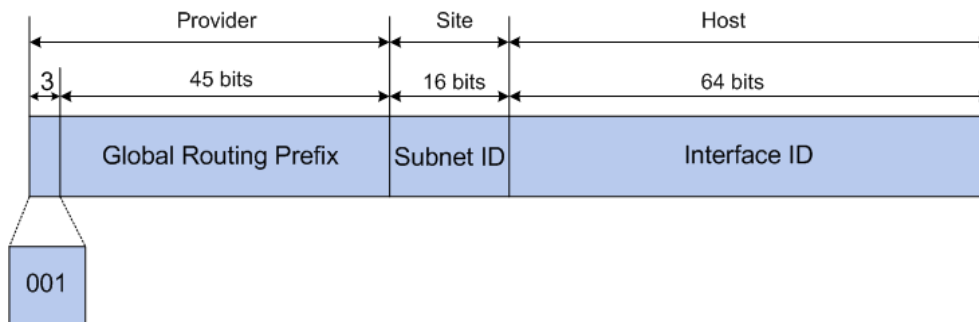 Provider
Site
Host
3
45 bits
16 bits
64 bits
Global Routing Prefix
Subnet ID
Interface ID
001